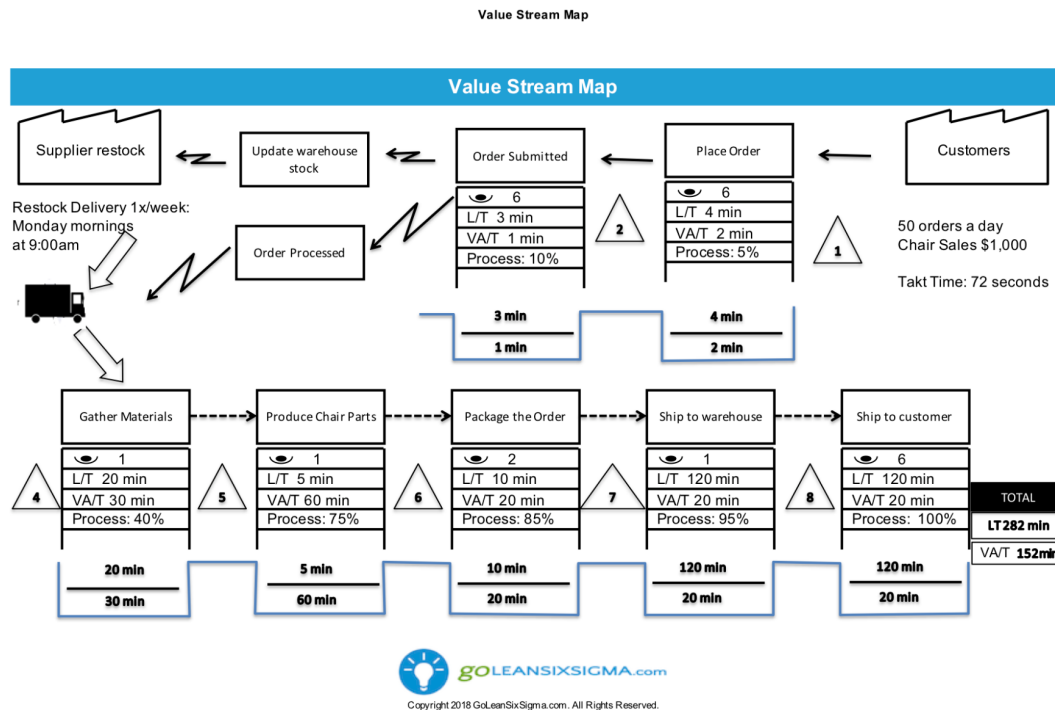 Value Stream Map
Value Stream Map
Supplier restock
Update warehouse
stock
Order Submitted
Place Order
Customers
6
L/T 3 min
VA/T 1 min
Process: 10%
2
6
L/T 4 min
VA/T 2 min
Process: 5%
1
Restock Delivery 1x/week:
Monday mornings
at 9:00am
Order Processed
50 orders a day
Chair Sales $1,000
Takt Time: 72 seconds
3 min
1 min
4 min
2 min
Gather Materials
Produce Chair Parts
Package the Order
Ship to warehouse
Ship to customer
4
1
L/T 20 min
VA/T 30 min
Process: 40%
5
1
L/T 5 min
VA/T 60 min
Process: 75%
6
2
L/T 10 min
VA/T 20 min
Process: 85%
7
1
L/T 120 min
VA/T 20 min
Process: 95%
8
6
L/T 120 min
VA/T 20 min
Process: 100%
TOTAL
LT 282 min
VA/T 152min
20 min
30 min
5 min
60 min
10 min
20 min
120 min
20 min
120 min
20 min
goLEANSIXSIGMA.com
Copyright 2018 GoLeanSixSigma.com. All Rights Reserved.